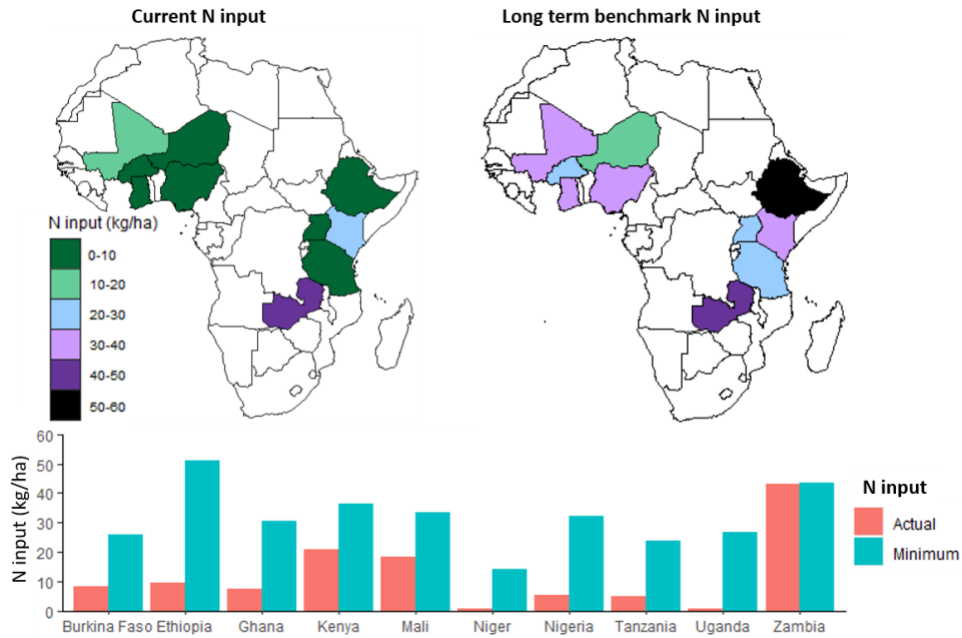 Current N input
Long term benchmark N input
N input (kg/ha)
0-10
10-20
20-30
30-40
40-50
50-60
N input (kg/ha)
60
50
40
30
20
10
0
Burkina Faso Ethiopia Ghana Kenya Mali Niger Nigeria Tanzania Uganda Zambia
N input
Actual
Minimum